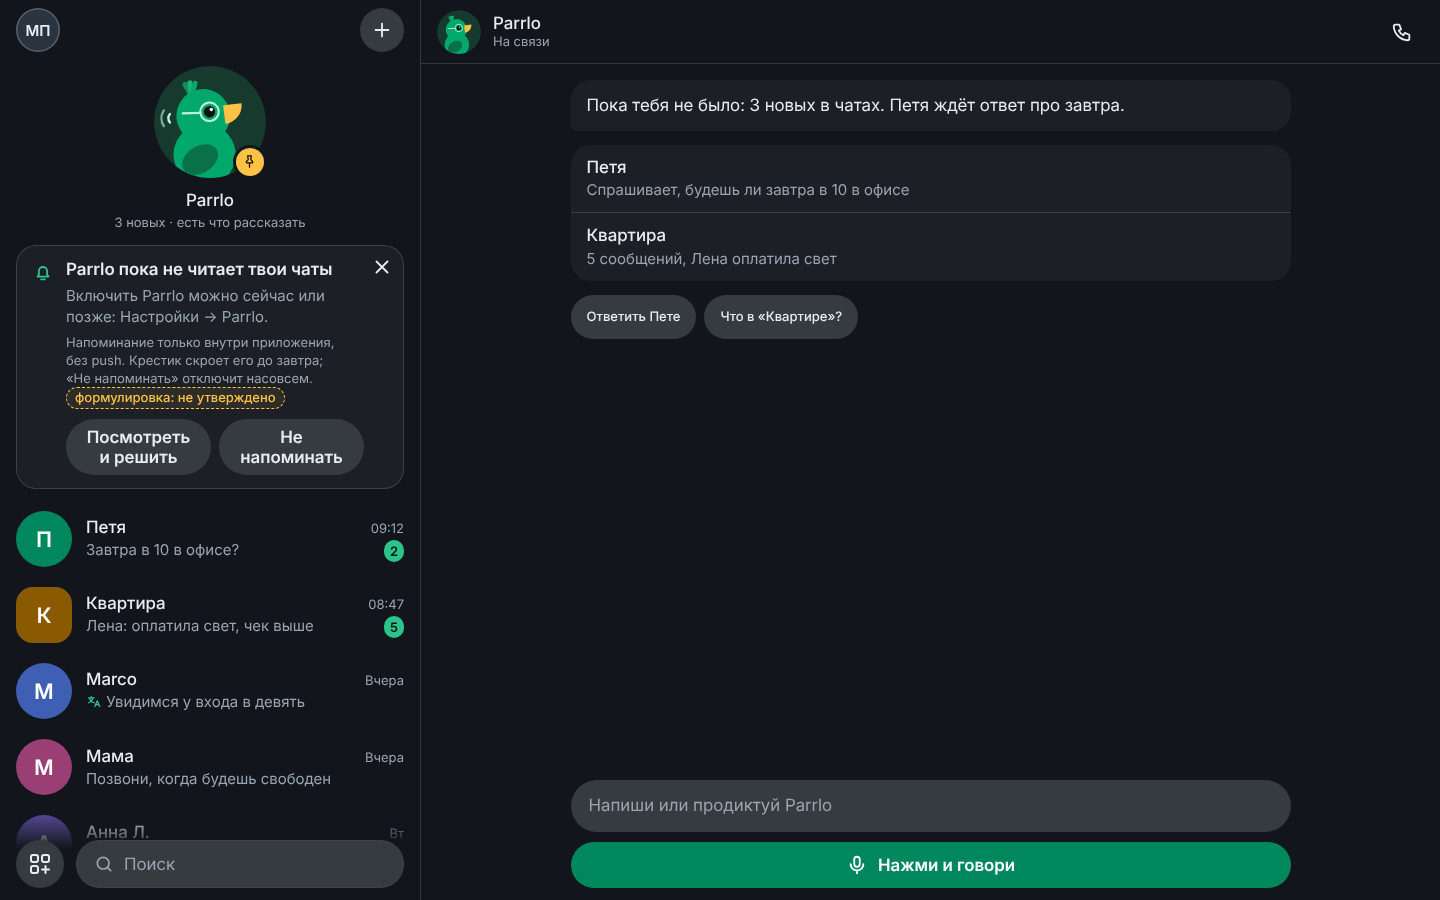 МП
Parrlo
3 новых · есть что рассказать
Parrlo пока не читает твои чаты
Включить Parrlo можно сейчас или
позже: Настройки → Parrlo.
Напоминание только внутри приложения,
без push. Крестик скроет его до завтра;
«Не напоминать» отключит насовсем.
формулировка: не утверждено
Посмотреть
и решить
Не
напоминать
П
Петя
09:12
Завтра в 10 в офисе?
2
К
Квартира
08:47
Лена: оплатила свет, чек выше
5
M
Marco
Вчера
Увидимся у входа в девять
М
Мама
Вчера
Позвони, когда будешь свободен
Анна Л.
Вт
Поиск
Parrlo
На связи
Пока тебя не было: 3 новых в чатах. Петя ждёт ответ про завтра.
Петя
Спрашивает, будешь ли завтра в 10 в офисе
Квартира
5 сообщений, Лена оплатила свет
Ответить Пете
Что в «Квартире»?
Напиши или продиктуй Parrlo
Нажми и говори